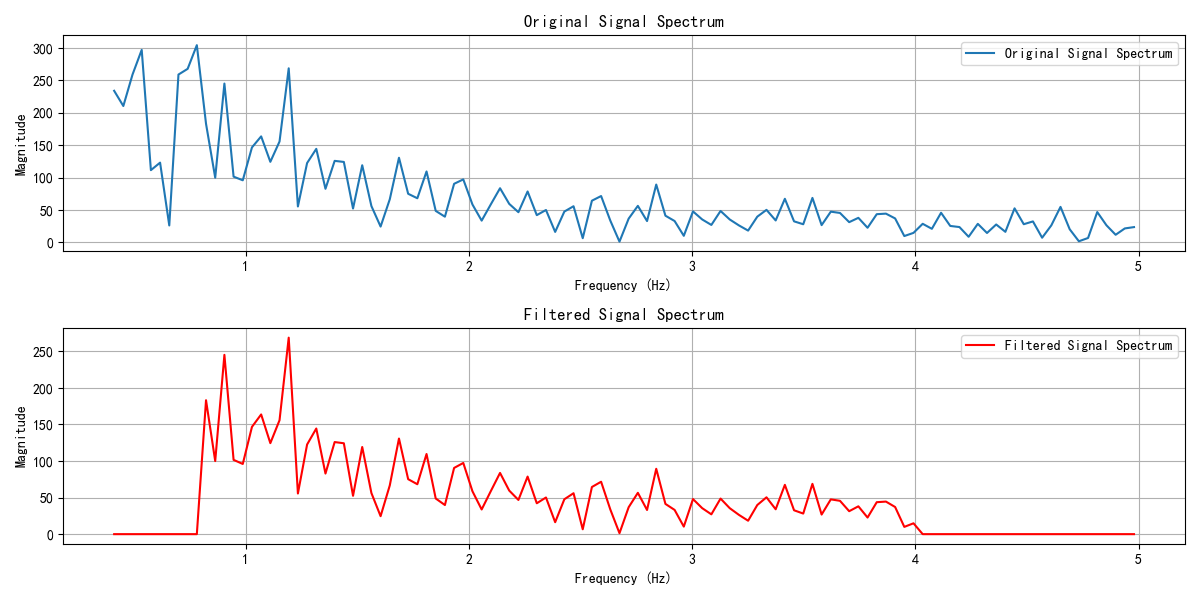 Original Signal Spectrum
Original Signal Spectrum
Magnitude
300
250
200
150
100
50
0
1 2 3 4 5
Frequency (Hz)
Filtered Signal Spectrum
Filtered Signal Spectrum
Magnitude
250
200
150
100
50
0
1 2 3 4 5
Frequency (Hz)